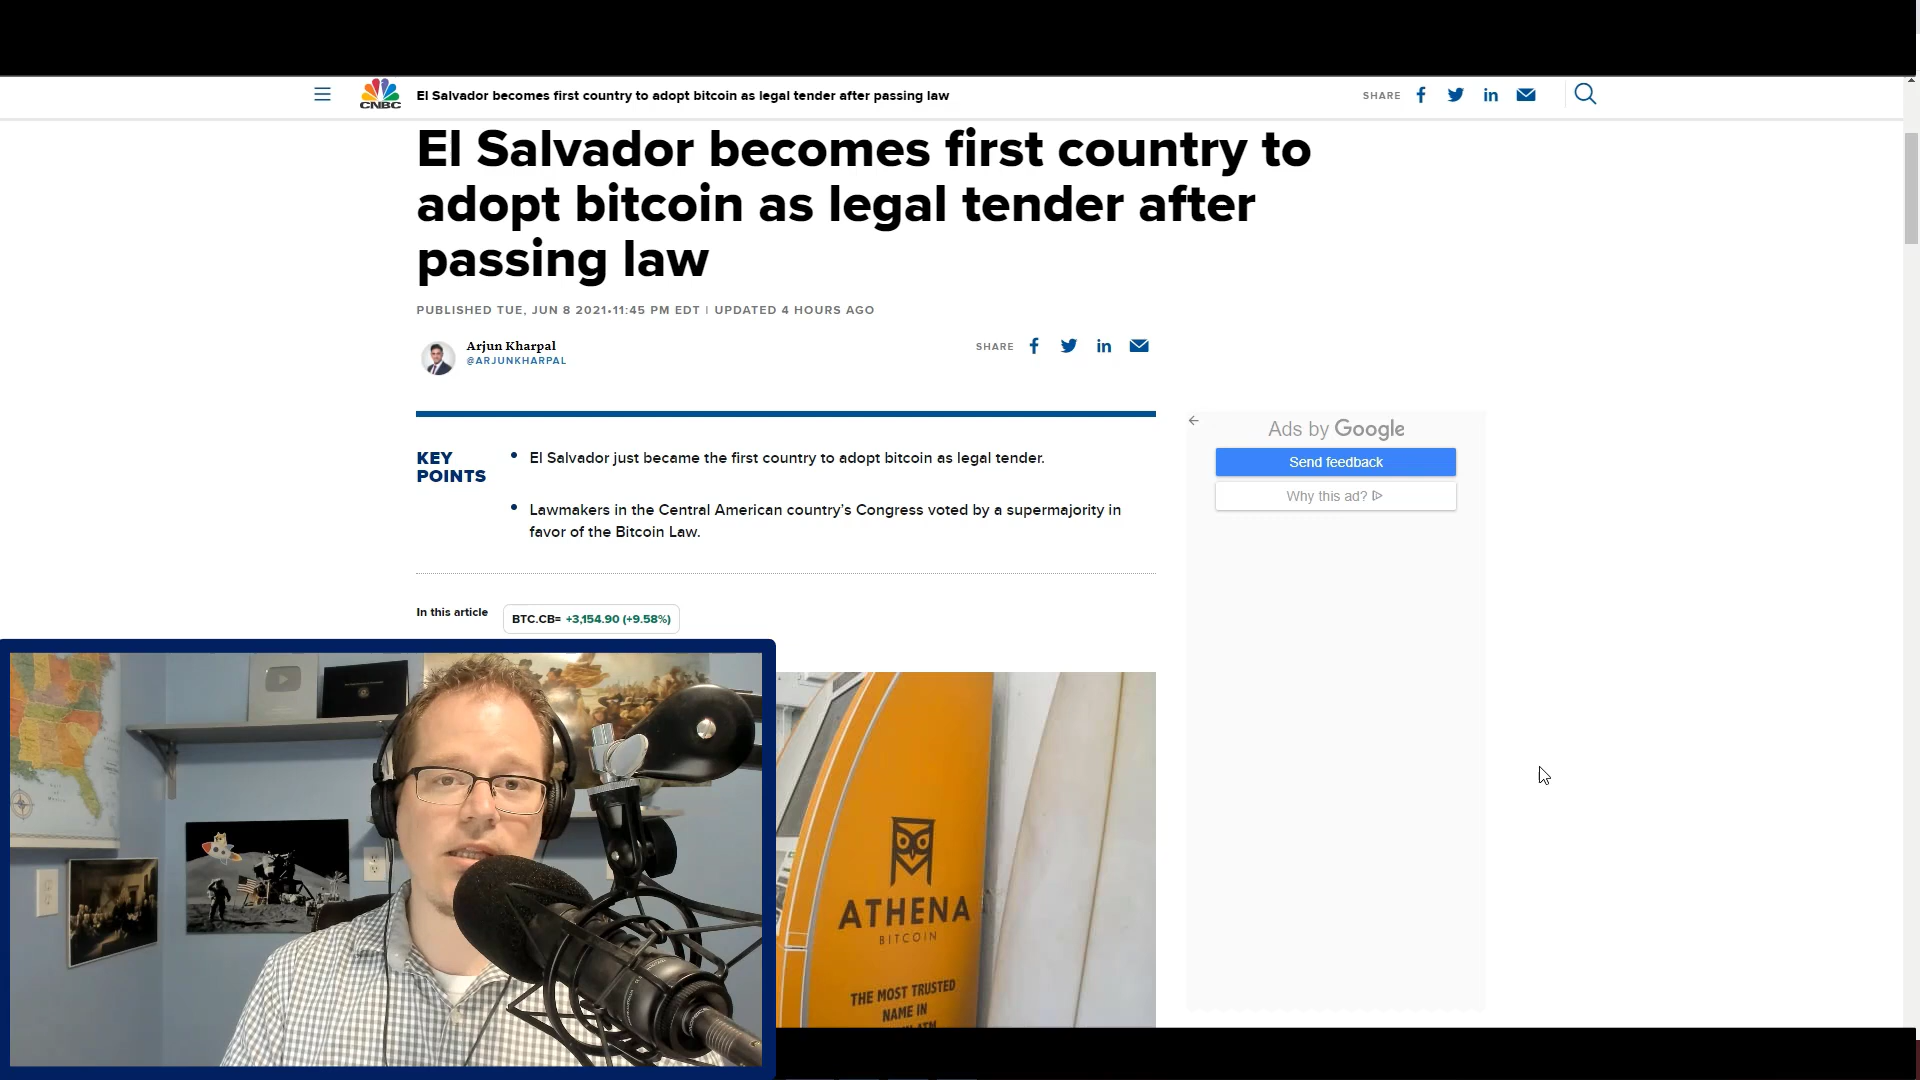 CNBC
El Salvador becomes first country to adopt bitcoin as legal tender after passing law
SHARE
El Salvador becomes first country to
adopt bitcoin as legal tender after
passing law
PUBLISHED TUE, JUN 8 2021•11:45 PM EDT | UPDATED 4 HOURS AGO
Arjun Kharpal
@ARJUNKHARPAL
SHARE
Ads by Google
Send feedback
Why this ad?
KEY
POINTS
El Salvador just became the first country to adopt bitcoin as legal tender.
Lawmakers in the Central American country's Congress voted by a supermajority in
favor of the Bitcoin Law.
In this article
BTC.CB= +3,154.90 (+9.58%)
ATHENA
BITCOIN
THE MOST TRUSTED
NAME IN